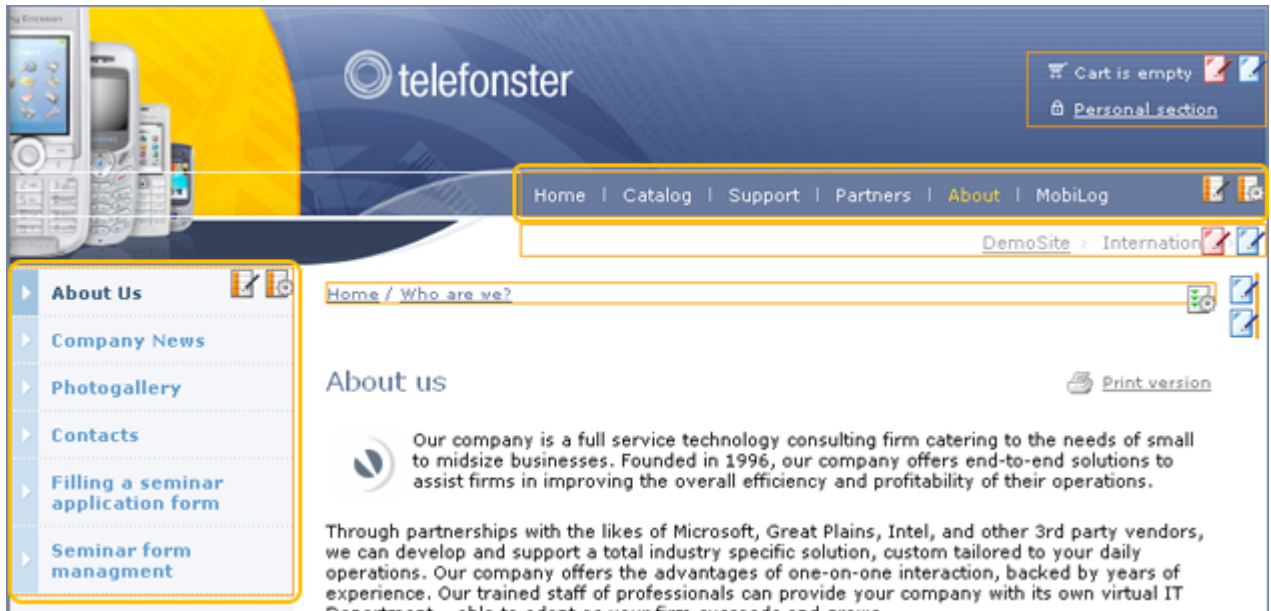 Sony Ericsson
telefonster
Cart is empty
Personal section
Home | Catalog | Support | Partners | About | MobiLog
DemoSite › Internation
About Us
Company News
Photogallery
Contacts
Filling a seminar
application form
Seminar form
managment
Home / Who are we?
About us
Print version
Our company is a full service technology consulting firm catering to the needs of small
to midsize businesses. Founded in 1996, our company offers end-to-end solutions to
assist firms in improving the overall efficiency and profitability of their operations.
Through partnerships with the likes of Microsoft, Great Plains, Intel, and other 3rd party vendors,
we can develop and support a total industry specific solution, custom tailored to your daily
operations. Our company offers the advantages of one-on-one interaction, backed by years of
experience. Our trained staff of professionals can provide your company with its own virtual IT